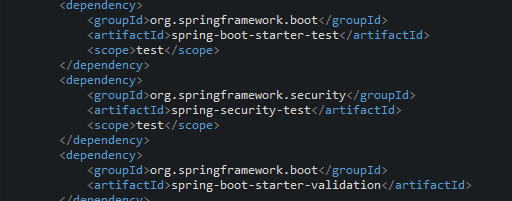 <dependency>
<groupId>org.springframework.boot</groupId>
<artifactId>spring-boot-starter-test</artifactId>
<scope>test</scope>
</dependency>
<dependency>
<groupId>org.springframework.security</groupId>
<artifactId>spring-security-test</artifactId>
<scope>test</scope>
</dependency>
<dependency>
<groupId>org.springframework.boot</groupId>
<artifactId>spring-boot-starter-validation</artifactId>
</dependency>